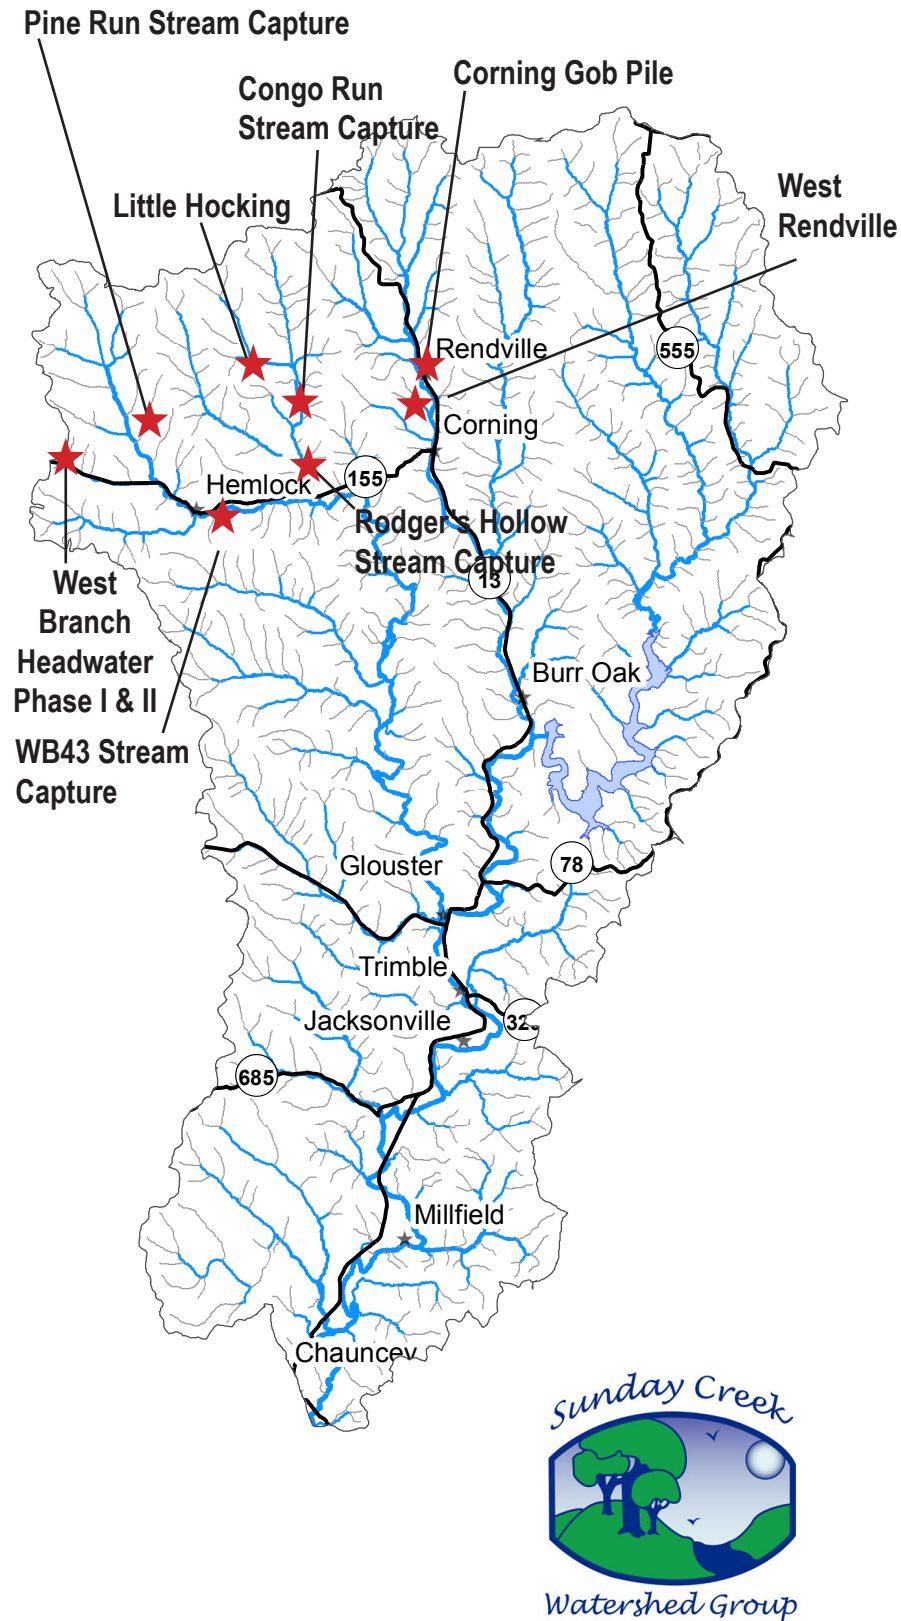 Pine Run Stream Capture
Congo Run
Stream Capture
Corning Gob Pile
West
Rendville
Little Hocking
Rendville
555
Corning
Hemlock
155
Rodger's Hollow
Stream Capture
13
West
Branch
Headwater
Phase I & II
Burr Oak
WB43 Stream
Capture
Glouster
78
Trimble
Jacksonville
685
Millfield
Chauncey
Sunday Creek
Watershed Group